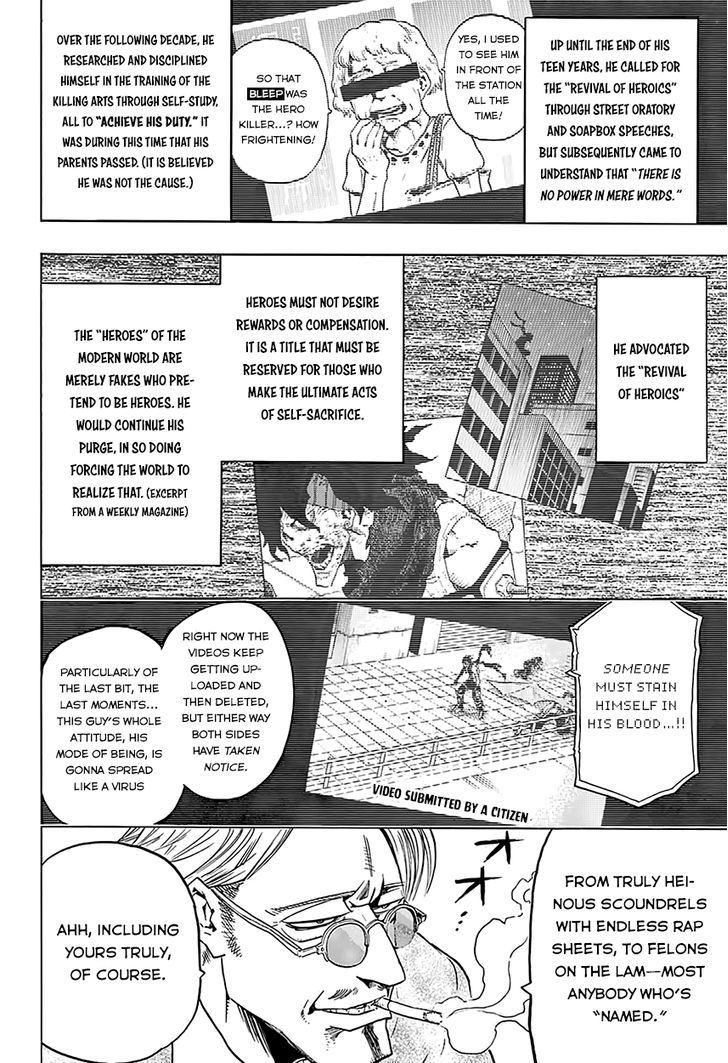 UP UNTIL THE END OF HIS
TEEN YEARS, HE CALLED FOR
THE "REVIVAL OF HEROICS"
THROUGH STREET ORATORY
AND SOAPBOX SPEECHES,
BUT SUBSEQUENTLY CAME TO
UNDERSTAND THAT "THERE IS
NO POWER IN MERE WORDS."
YES, I USED
TO SEE HIM
IN FRONT OF
THE STATION
ALL THE
TIME!
SO THAT
BLEEP WAS
THE HERO
KILLER...? HOW
FRIGHTENING!
OVER THE FOLLOWING DECADE, HE
RESEARCHED AND DISCIPLINED
HIMSELF IN THE TRAINING OF THE
KILLING ARTS THROUGH SELF-STUDY,
ALL TO "ACHIEVE HIS DUTY." IT
WAS DURING THIS TIME THAT HIS
PARENTS PASSED. (IT IS BELIEVED
HE WAS NOT THE CAUSE.)
HE ADVOCATED
THE "REVIVAL
OF HEROICS"
HEROES MUST NOT DESIRE
REWARDS OR COMPENSATION.
IT IS A TITLE THAT MUST BE
RESERVED FOR THOSE WHO
MAKE THE ULTIMATE ACTS
OF SELF-SACRIFICE.
THE "HEROES" OF THE
MODERN WORLD ARE
MERELY FAKES WHO PRE-
TEND TO BE HEROES. HE
WOULD CONTINUE HIS
PURGE, IN SO DOING
FORCING THE WORLD TO
REALIZE THAT. (EXCERPT
FROM A WEEKLY MAGAZINE)
SOMEONE
MUST STAIN
HIMSELF IN
HIS BLOOD...!!
VIDEO SUBMITTED BY A CITIZEN
RIGHT NOW THE
VIDEOS KEEP
GETTING UP-
LOADED AND
THEN DELETED,
BUT EITHER WAY
BOTH SIDES
HAVE TAKEN
NOTICE.
PARTICULARLY OF
THE LAST BIT, THE
LAST MOMENTS...
THIS GUY'S WHOLE
ATTITUDE, HIS
MODE OF BEING, IS
GONNA SPREAD
LIKE A VIRUS
FROM TRULY HEI-
NOUS SCOUNDRELS
WITH ENDLESS RAP
SHEETS, TO FELONS
ON THE LAM—MOST
ANYBODY WHO'S
"NAMED."
AHH, INCLUDING
YOURS TRULY,
OF COURSE.